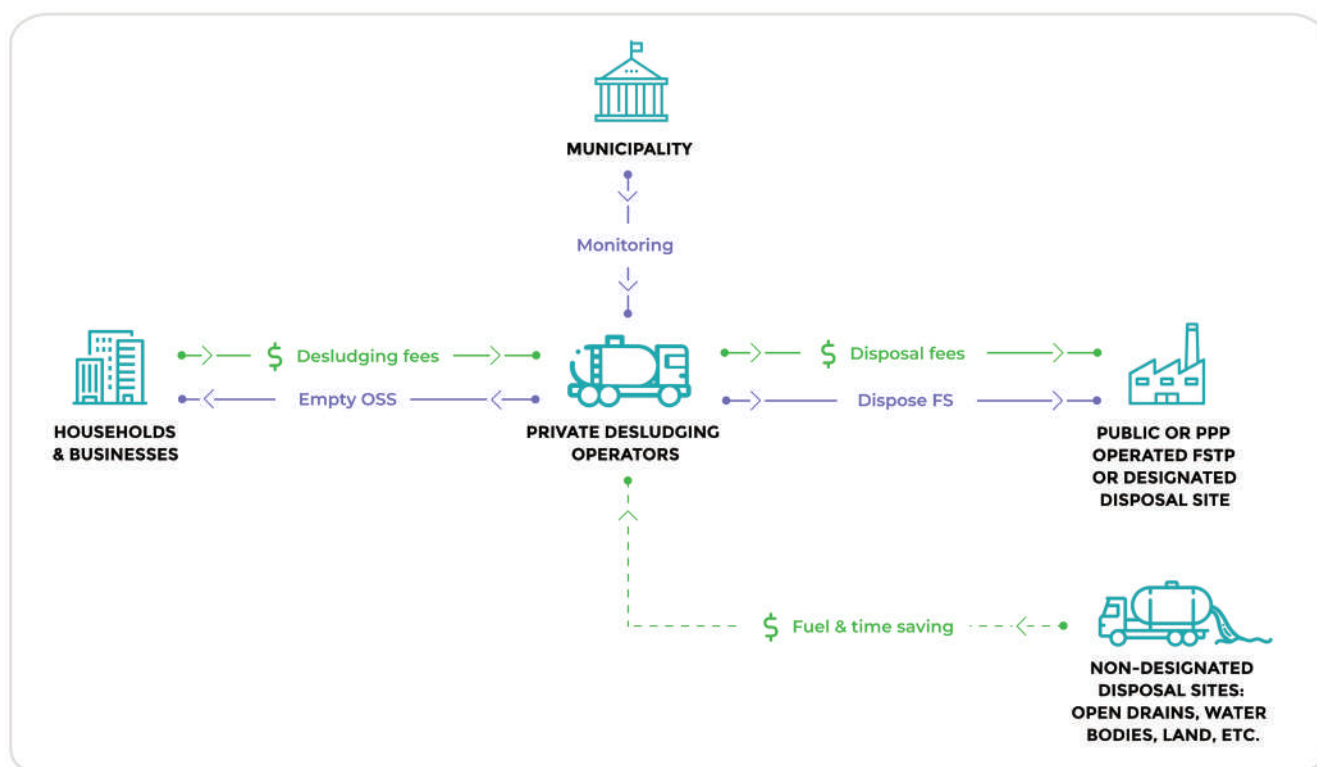 MUNICIPALITY
Monitoring
$ Desludging fees
Empty OSS
$ Disposal fees
Dispose FS
HOUSEHOLDS
& BUSINESSES
PRIVATE DESLUDGING
OPERATORS
PUBLIC OR PPP
OPERATED FSTP
OR DESIGNATED
DISPOSAL SITE
$ Fuel & time saving
NON-DESIGNATED
DISPOSAL SITES:
OPEN DRAINS, WATER
BODIES, LAND, ETC.